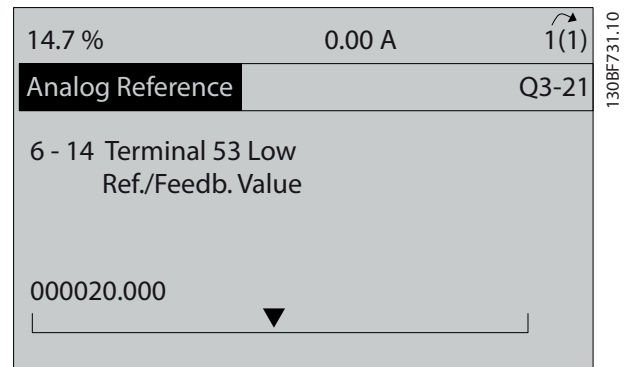 14.7 % 0.00 A 1(1)
Analog Reference Q3-21
6 - 14 Terminal 53 Low
Ref./Feedb. Value
000020.000
130BF731.10